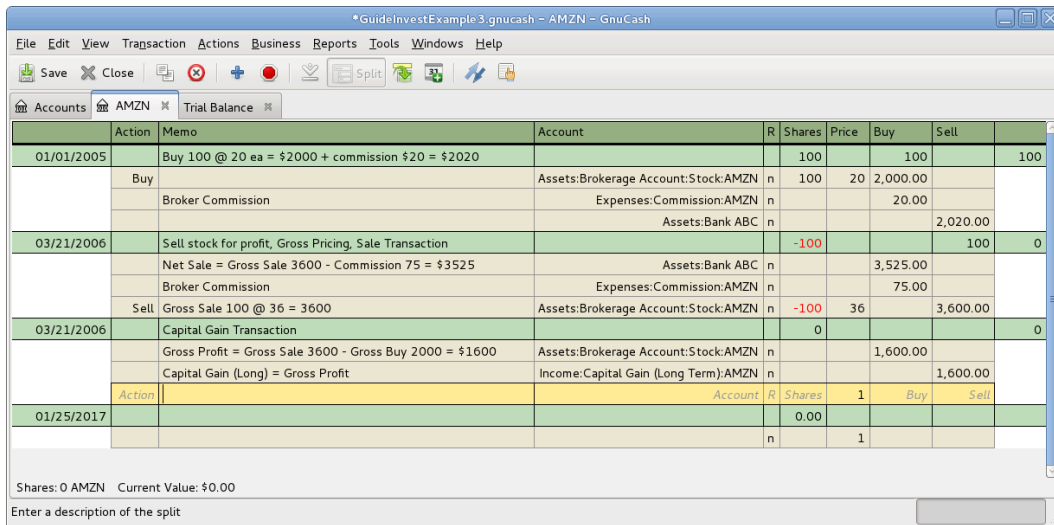 *GuideInvestExample3.gnucash – AMZN – GnuCash
File Edit View Transaction Actions Business Reports Tools Windows Help
Save Close Split 31
Accounts AMZN Trial Balance
Action Memo Account R Shares Price Buy Sell
01/01/2005 Buy 100 @ 20 ea = $2000 + commission $20 = $2020 100 100 100
Buy Assets:Brokerage Account:Stock:AMZN n 100 20 2,000.00
Broker Commission Expenses:Commission:AMZN n 20.00
Assets:Bank ABC n 2,020.00
03/21/2006 Sell stock for profit, Gross Pricing, Sale Transaction -100 100 0
Net Sale = Gross Sale 3600 - Commission 75 = $3525 Assets:Bank ABC n 3,525.00
Broker Commission Expenses:Commission:AMZN n 75.00
Sell Gross Sale 100 @ 36 = 3600 Assets:Brokerage Account:Stock:AMZN n -100 36 3,600.00
03/21/2006 Capital Gain Transaction 0 0
Gross Profit = Gross Sale 3600 - Gross Buy 2000 = $1600 Assets:Brokerage Account:Stock:AMZN n 1,600.00
Capital Gain (Long) = Gross Profit Income:Capital Gain (Long Term):AMZN n 1,600.00
Action Account R Shares 1 Buy Sell
01/25/2017 0.00
n 1
Shares: 0 AMZN Current Value: $0.00
Enter a description of the split